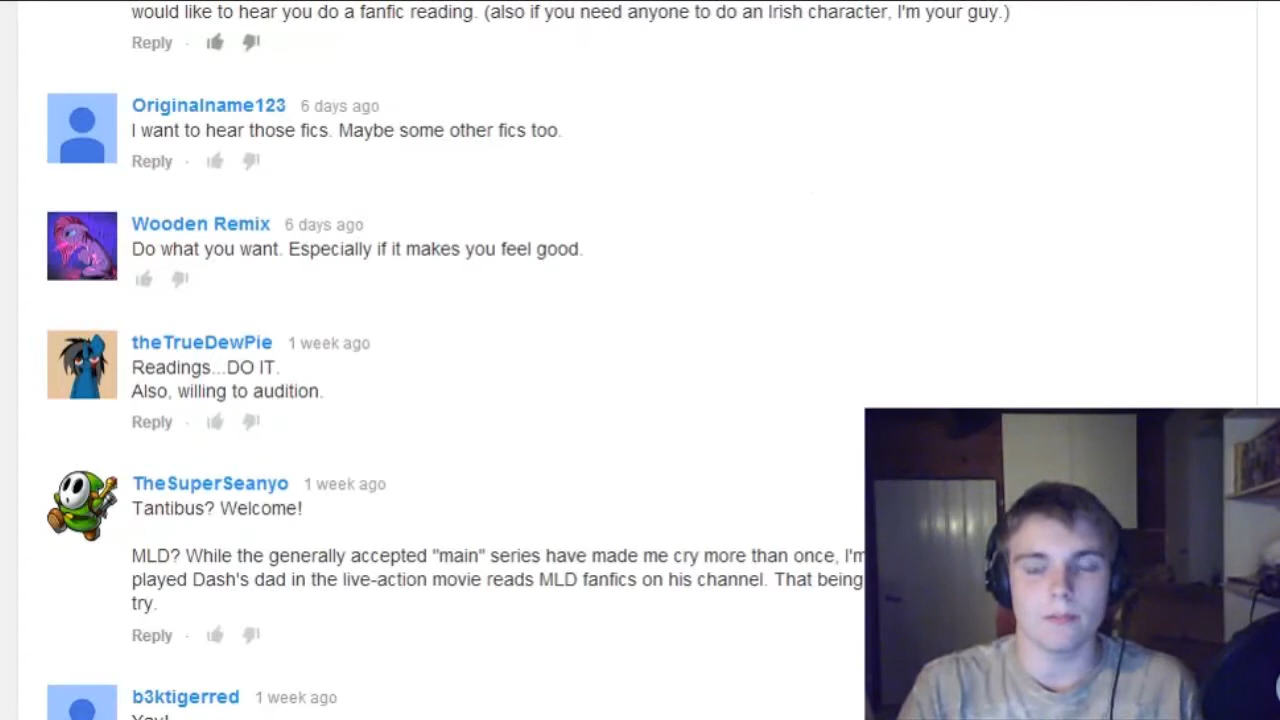 would like to hear you do a fanfic reading. (also if you need anyone to do an Irish character, I'm your guy.)
Reply ·
Originalname123 6 days ago
I want to hear those fics. Maybe some other fics too.
Reply ·
Wooden Remix 6 days ago
Do what you want. Especially if it makes you feel good.
theTrueDewPie 1 week ago
Readings...DO IT.
Also, willing to audition.
Reply ·
TheSuperSeanyo 1 week ago
Tantibus? Welcome!
MLD? While the generally accepted "main" series have made me cry more than once, I'm
played Dash's dad in the live-action movie reads MLD fanfics on his channel. That being
try.
Reply ·
b3ktigerred 1 week ago
Yay!